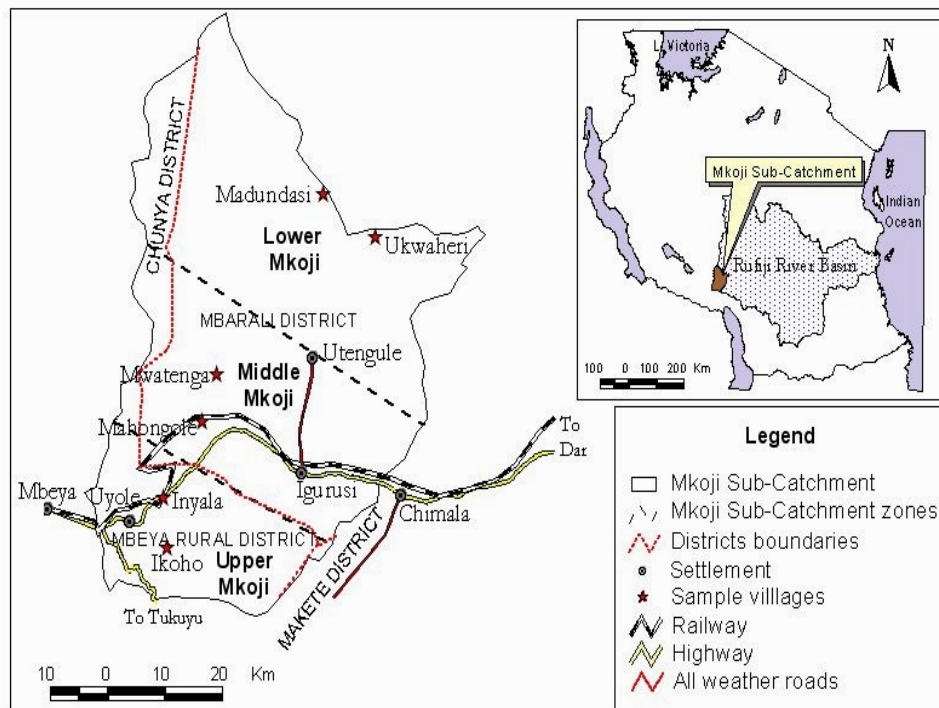 CHUNYA DISTRICT
Madundasi
Lower
Mkoji
Ukwaheri
MBARALI DISTRICT
Utengule
Mwatenga
Middle
Mkoji
Mahongole
To
Dar
Igurusi
Mbeya
Uyole
Inyala
Chimala
MBEYA RURAL DISTRICT
Ikoho
Upper
Mkoji
MAKETE DISTRICT
To Tukuyu
10 0 10 20 Km
L. Victoria
N
Mkoji Sub-Catchment
Indian
Ocean
Rufiji River Basin
100 0 100 200 Km
Legend
Mkoji Sub-Catchment
Mkoji Sub-Catchment zones
Districts boundaries
Settlement
Sample villlages
Railway
Highway
All weather roads